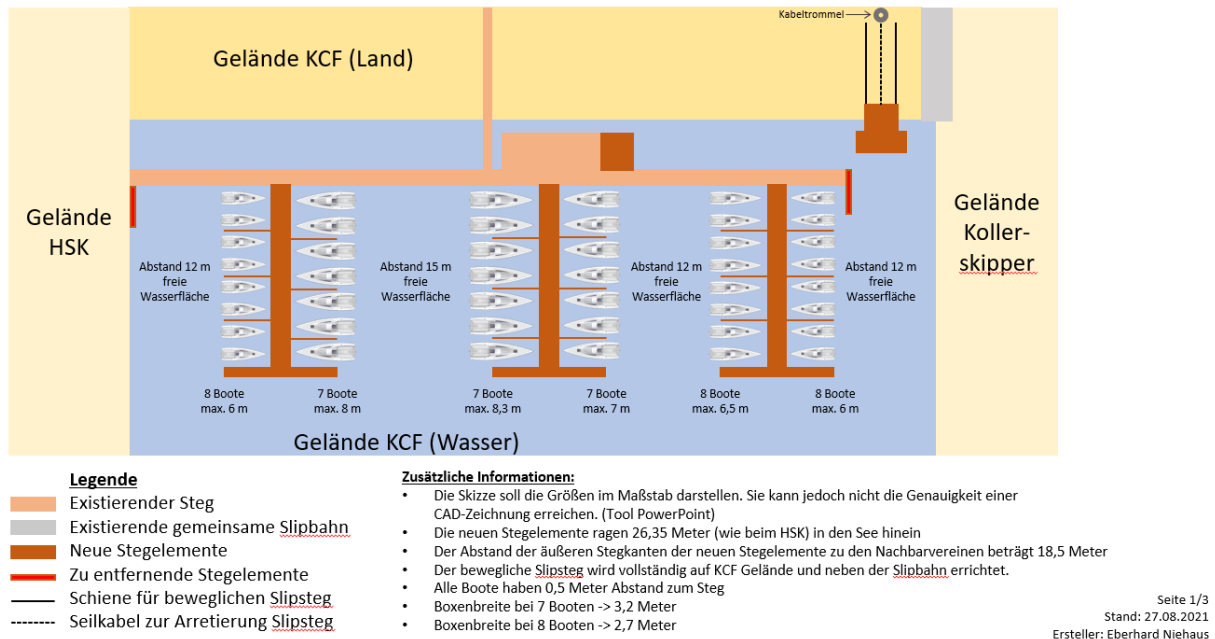 Kabeltrommel
Gelände KCF (Land)
Gelände
HSK
Gelände
Koller-
skipper
Abstand 12 m
freie
Wasserfläche
Abstand 15 m
freie
Wasserfläche
Abstand 12 m
freie
Wasserfläche
Abstand 12 m
freie
Wasserfläche
8 Boote
max. 6 m
7 Boote
max. 8 m
7 Boote
max. 8,3 m
7 Boote
max. 7 m
8 Boote
max. 6,5 m
8 Boote
max. 6 m
Gelände KCF (Wasser)
Legende
Existierender Steg
Existierende gemeinsame Slipbahn
Neue Stegelemente
Zu entfernende Stegelemente
Schiene für beweglichen Slipsteg
Seilkabel zur Arretierung Slipsteg
Zusätzliche Informationen:
• Die Skizze soll die Größen im Maßstab darstellen. Sie kann jedoch nicht die Genauigkeit einer
CAD-Zeichnung erreichen. (Tool PowerPoint)
• Die neuen Stegelemente ragen 26,35 Meter (wie beim HSK) in den See hinein
• Der Abstand der äußeren Stegkanten der neuen Stegelemente zu den Nachbarvereinen beträgt 18,5 Meter
• Der bewegliche Slipsteg wird vollständig auf KCF Gelände und neben der Slipbahn errichtet.
• Alle Boote haben 0,5 Meter Abstand zum Steg
• Boxenbreite bei 7 Booten -> 3,2 Meter
• Boxenbreite bei 8 Booten -> 2,7 Meter
Seite 1/3
Stand: 27.08.2021
Ersteller: Eberhard Niehaus